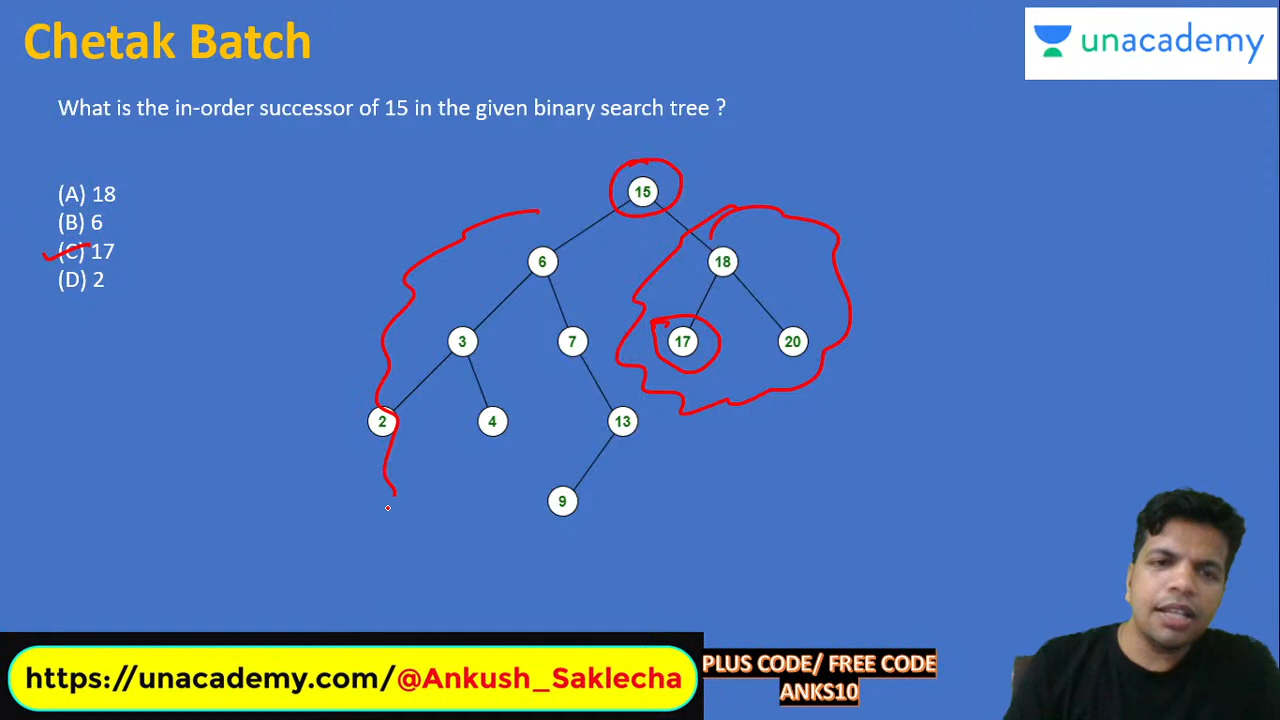 Chetak Batch
unacademy
What is the in-order successor of 15 in the given binary search tree ?
(A) 18
(B) 6
(C) 17
(D) 2
15
6
18
3
7
17
20
2
4
13
9
https://unacademy.com/@Ankush_Saklecha
PLUS CODE/ FREE CODE
ANKS10